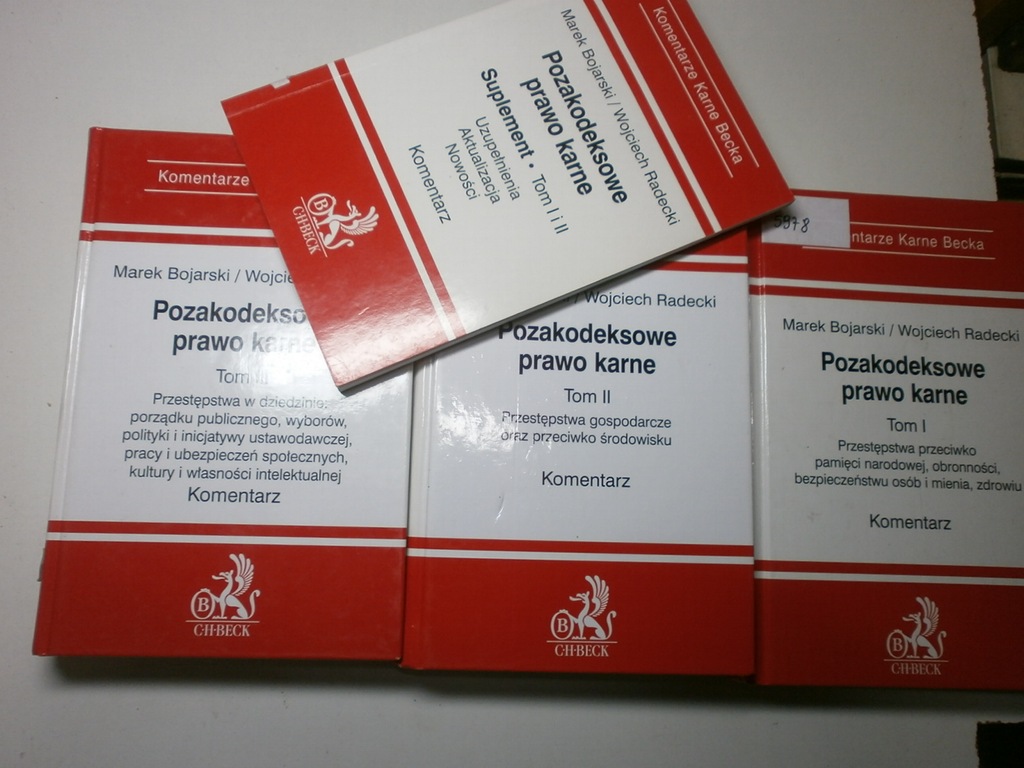 Komentarze Karne Becka
Marek Bojarski / Wojciech Radecki
Pozakodeksowe
prawo karne
Suplement • Tom I i II
Uzupełnienia
Aktualizacja
Nowości
Komentarz
B
C·H·BECK
Komentarze
Marek Bojarski / Wojcie
Pozakodekso
prawo karne
Tom III
Przestępstwa w dziedzinie:
porządku publicznego, wyborów,
polityki i inicjatywy ustawodawczej,
pracy i ubezpieczeń społecznych,
kultury i własności intelektualnej
Komentarz
B
C·H·BECK
/ Wojciech Radecki
Pozakodeksowe
prawo karne
Tom II
Przestępstwa gospodarcze
oraz przeciwko środowisku
Komentarz
B
C·H·BECK
5978
ntarze Karne Becka
Marek Bojarski / Wojciech Radecki
Pozakodeksowe
prawo karne
Tom I
Przestępstwa przeciwko
pamięci narodowej, obronności,
bezpieczeństwu osób i mienia, zdrowiu
Komentarz
B
C·H·BECK